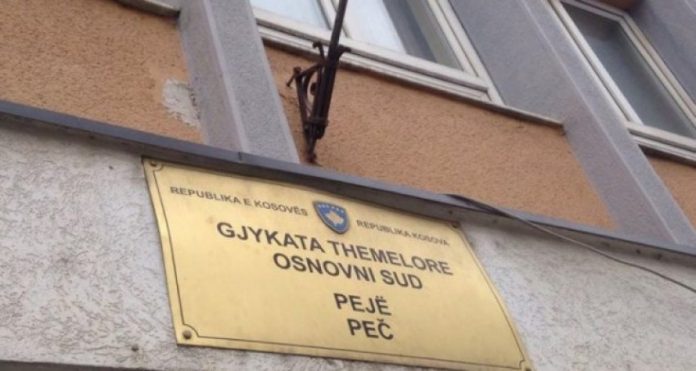 REPUBLIKA E KOSOVËS
REPUBLIKA KOSOVA
GJYKATA THEMELORE
OSNOVNI SUD
PEJË
PEČ